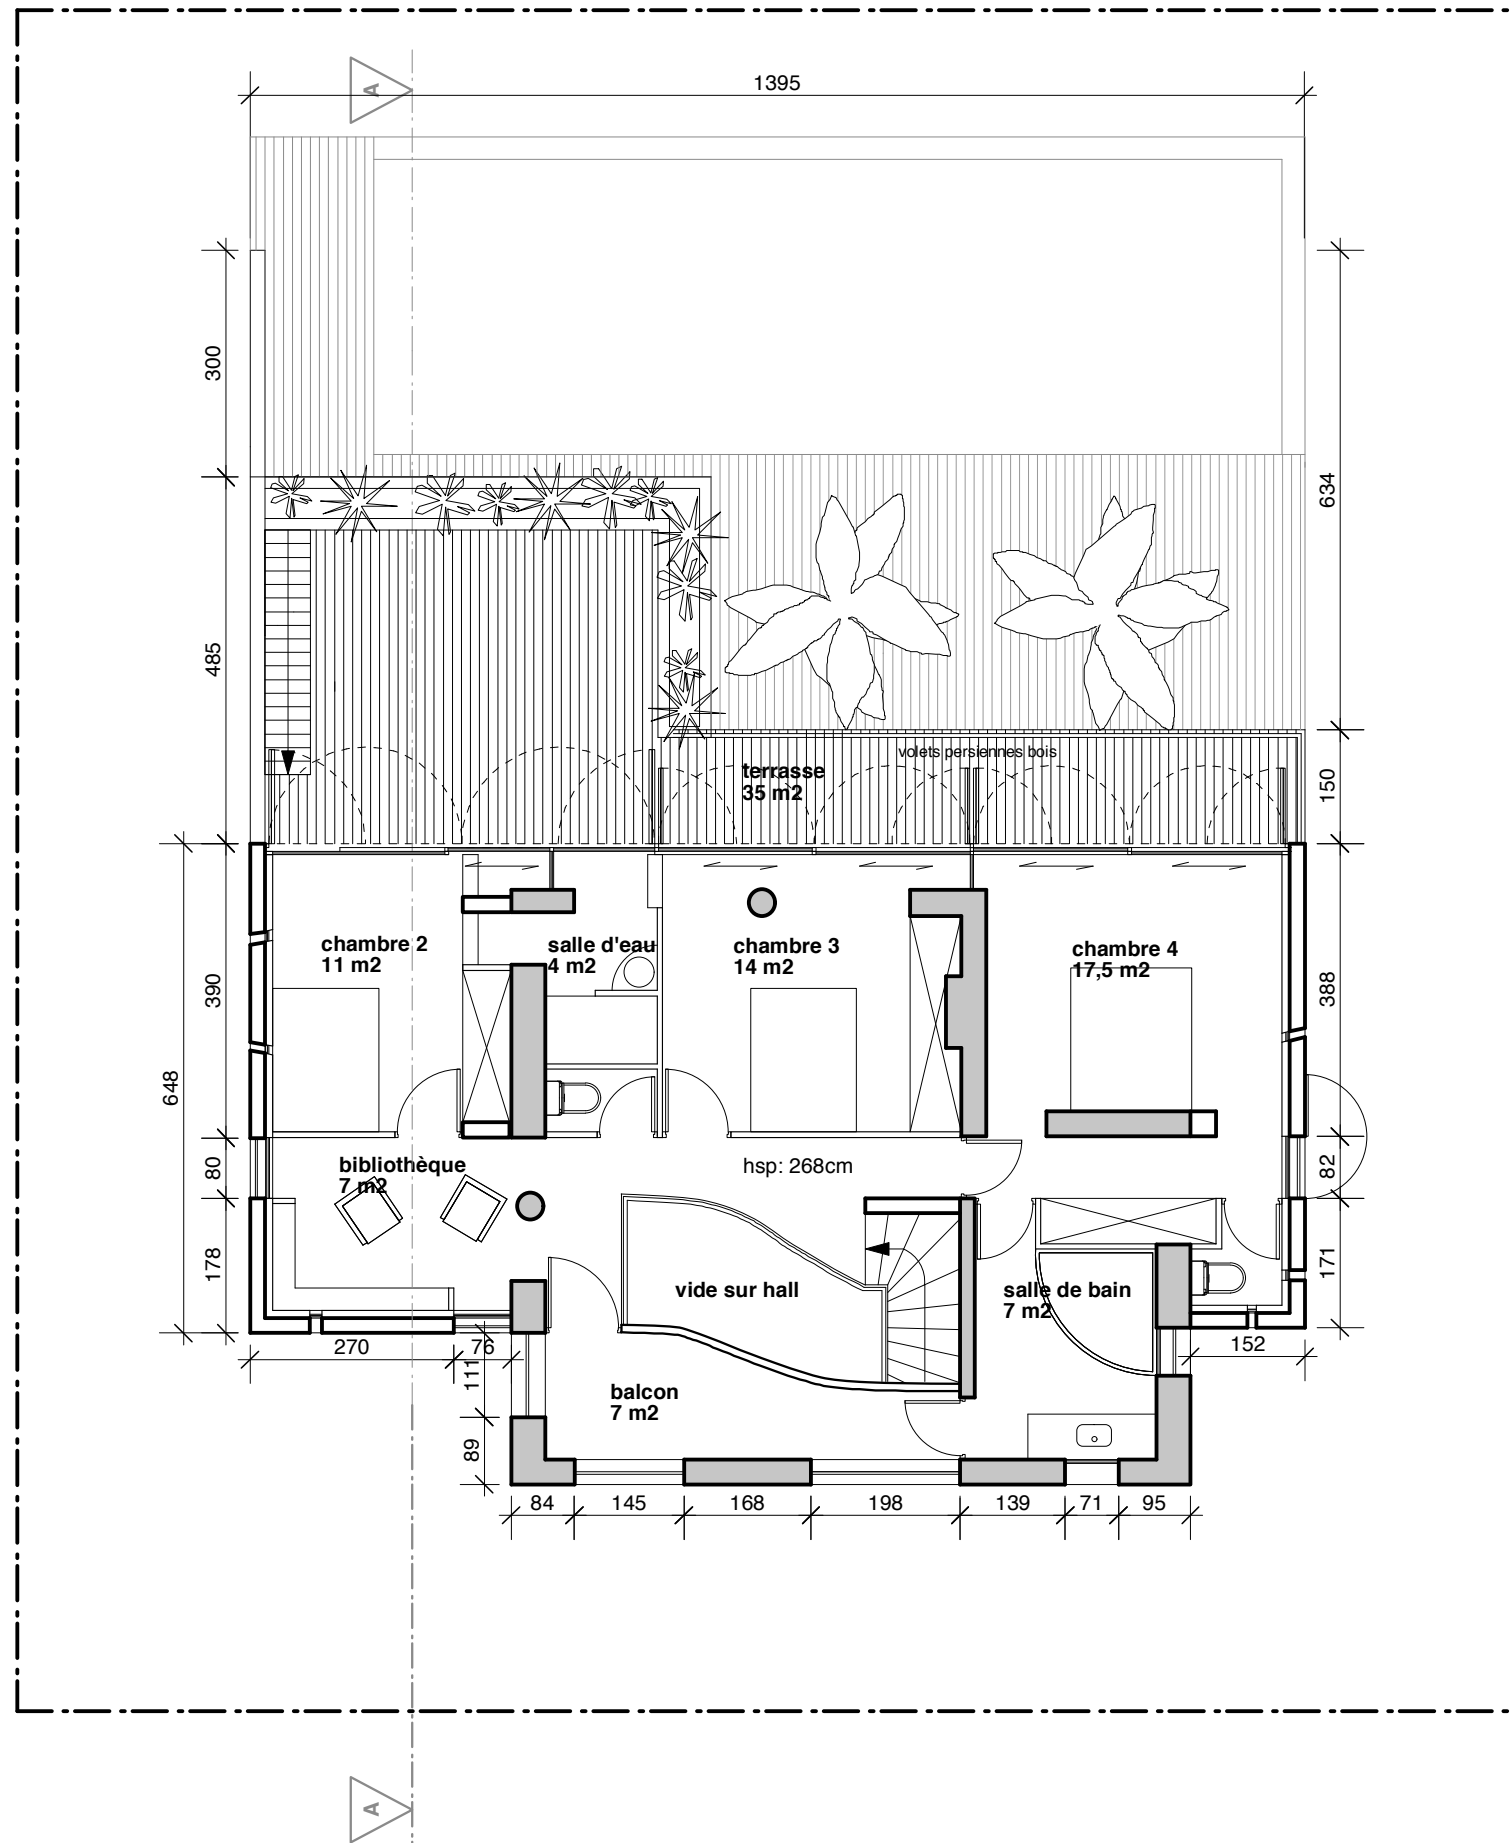 A
1395
300
634
485
volets persiennes bois
terrasse
35 m2
150
chambre 2
11 m2
salle d'eau
4 m2
chambre 3
14 m2
chambre 4
17,5 m2
390
388
648
bibliothèque
7 m2
hsp: 268cm
80
82
178
171
vide sur hall
salle de bain
7 m2
270
76
152
111
balcon
7 m2
89
84
145
168
198
139
71
95
A